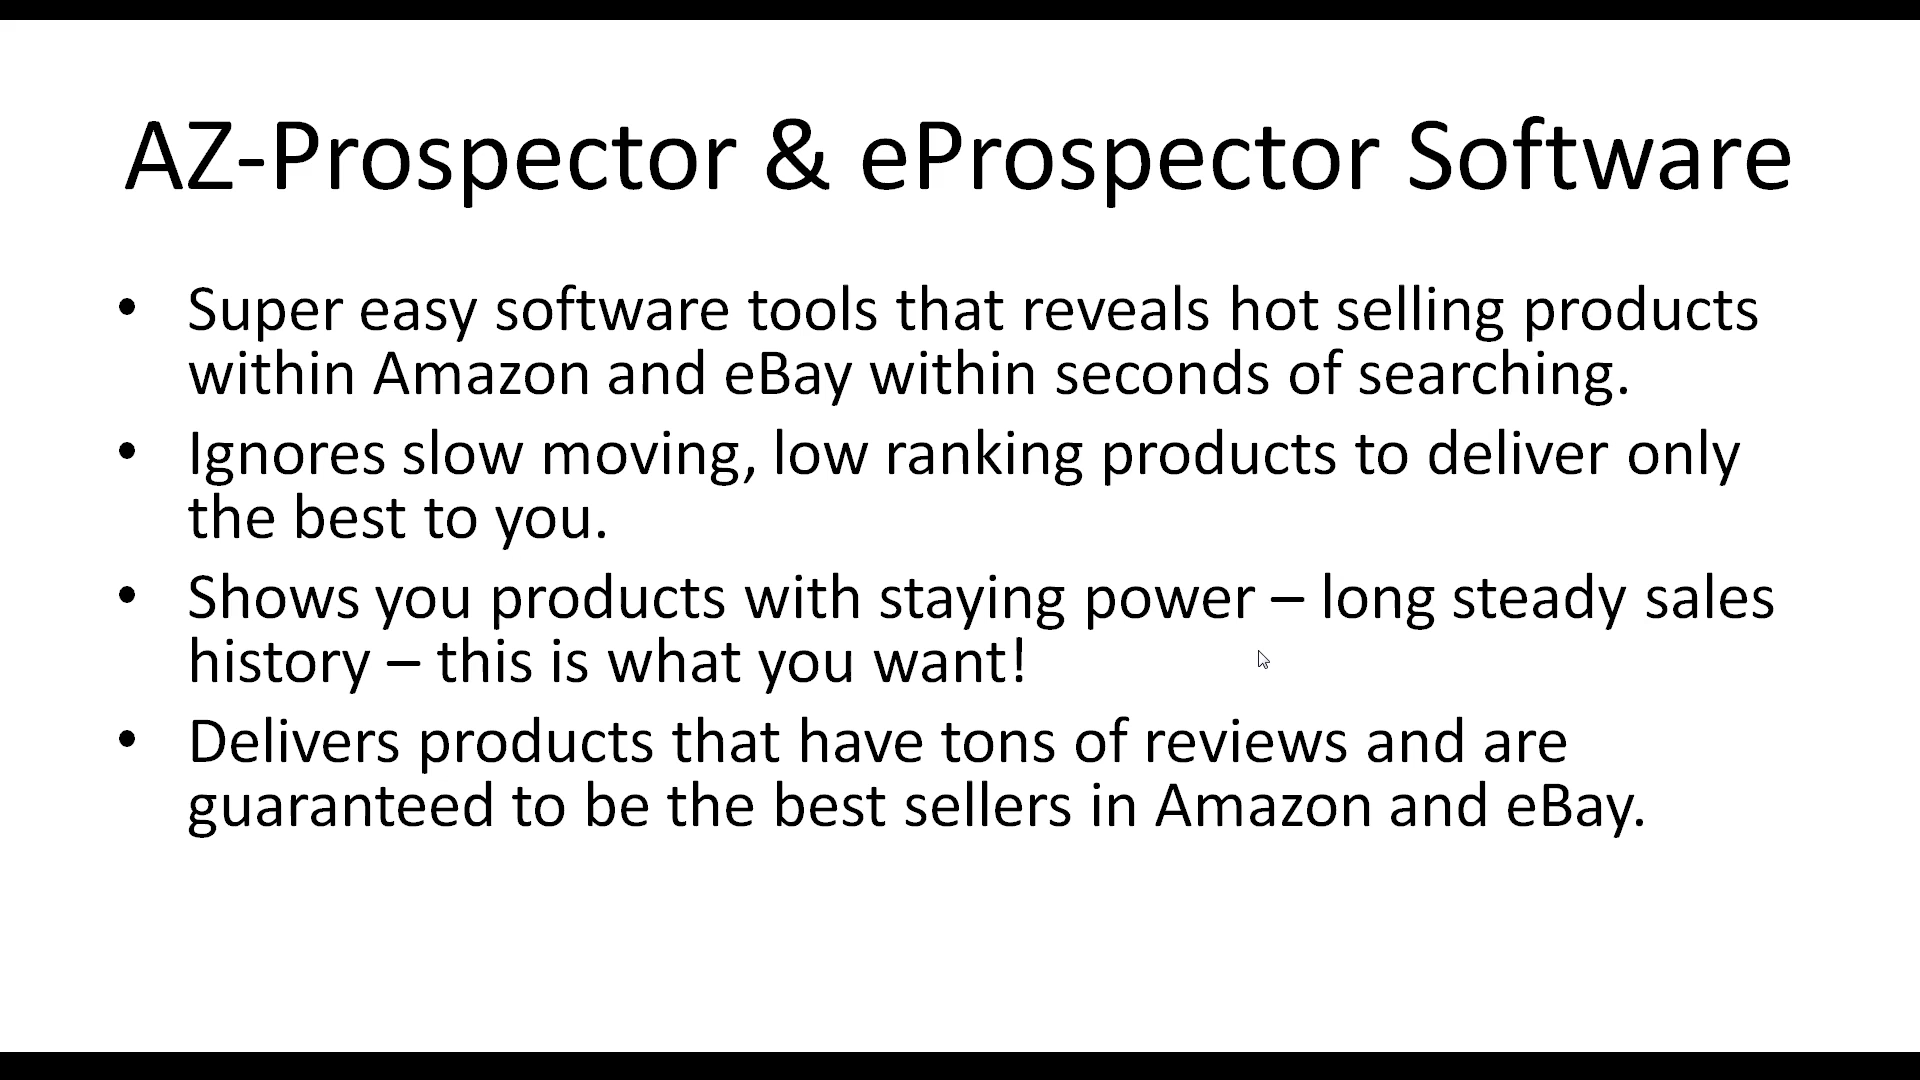 AZ-Prospector & eProspector Software
• Super easy software tools that reveals hot selling products
within Amazon and eBay within seconds of searching.
• Ignores slow moving, low ranking products to deliver only
the best to you.
• Shows you products with staying power – long steady sales
history – this is what you want!
• Delivers products that have tons of reviews and are
guaranteed to be the best sellers in Amazon and eBay.